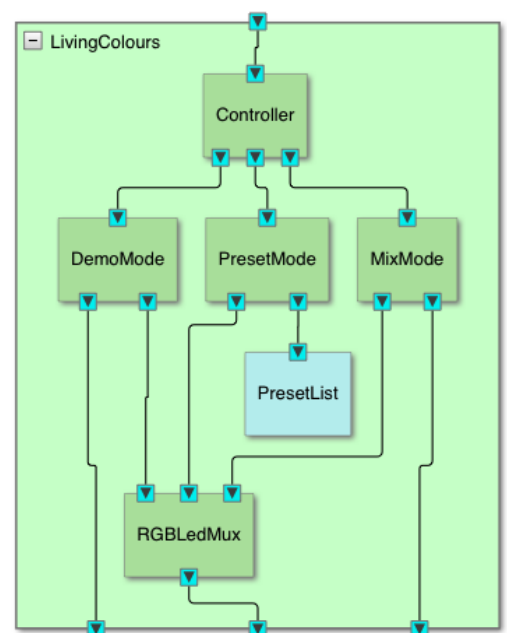 LivingColours
Controller
DemoMode
PresetMode
MixMode
PresetList
RGBLedMux